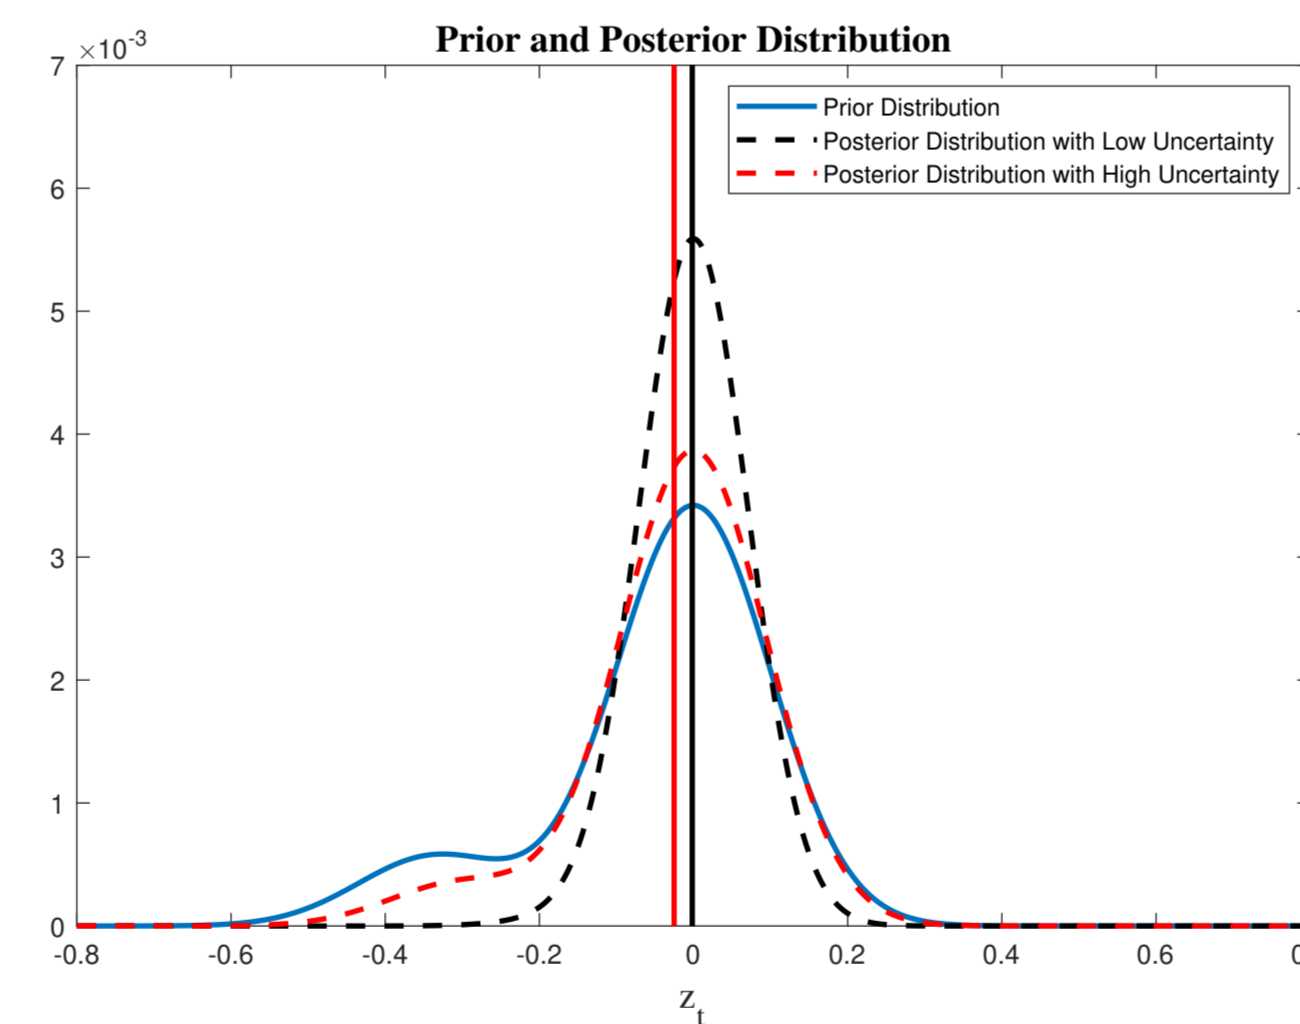 Prior and Posterior Distribution
×10-3
7
6
5
4
3
2
1
0
Prior Distribution
Posterior Distribution with Low Uncertainty
Posterior Distribution with High Uncertainty
-0.8 -0.6 -0.4 -0.2 0 0.2 0.4 0.6 0
zt